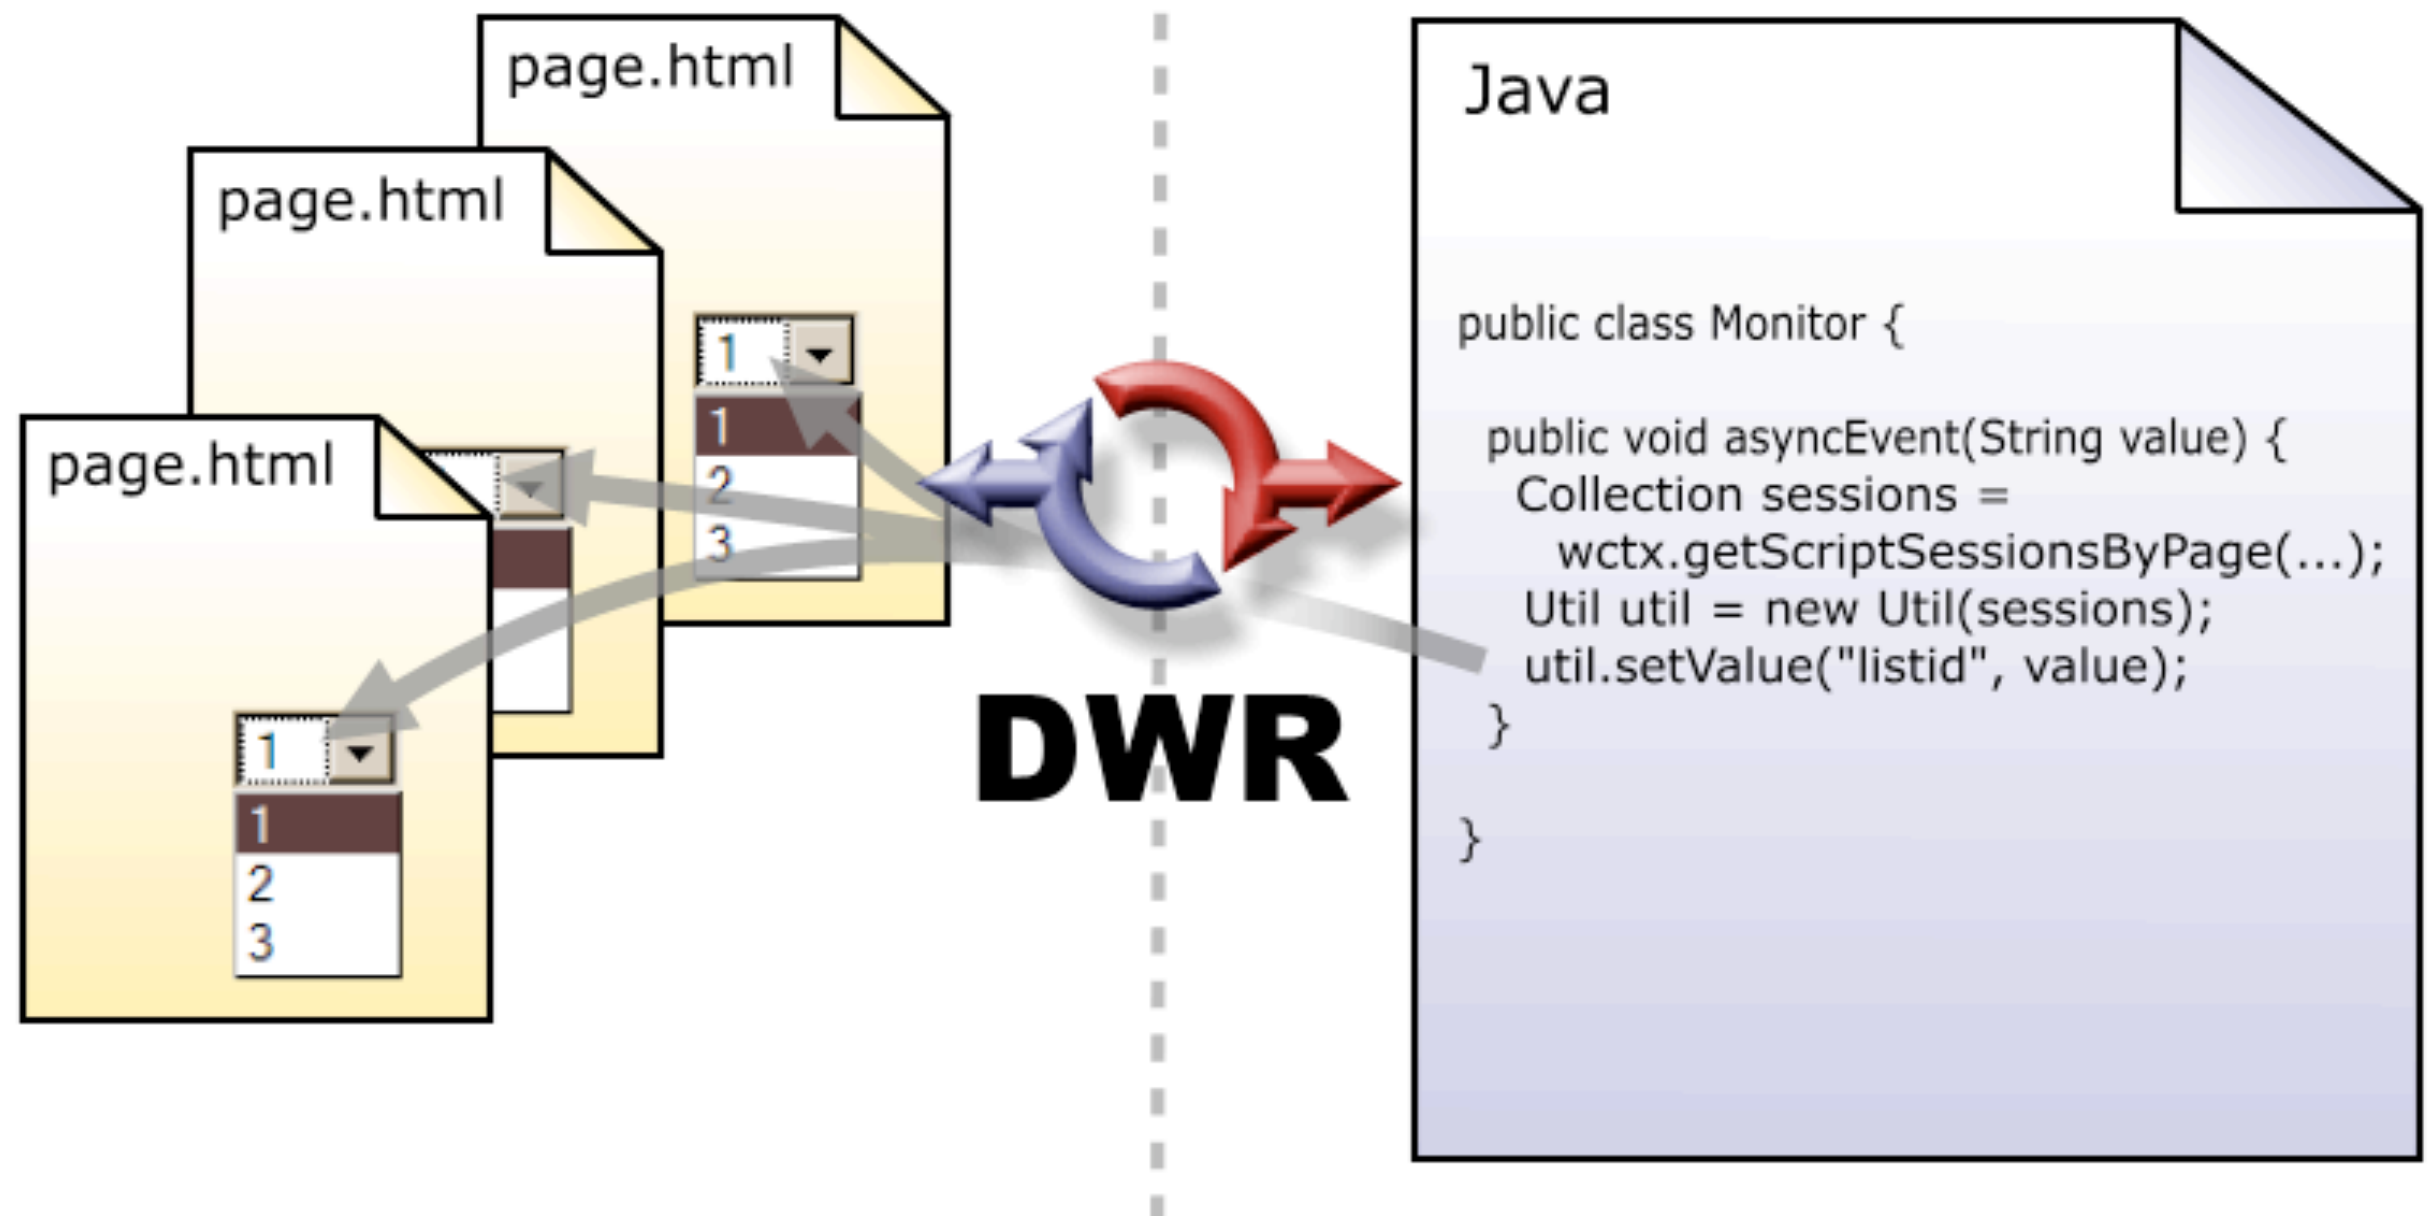 page.html
1
1
2
3
page.html
page.html
1
1
2
3
DWR
Java
public class Monitor {
public void asyncEvent(String value) {
Collection sessions =
wctx.getScriptSessionsByPage(...);
Util util = new Util(sessions);
util.setValue("listid", value);
}
}